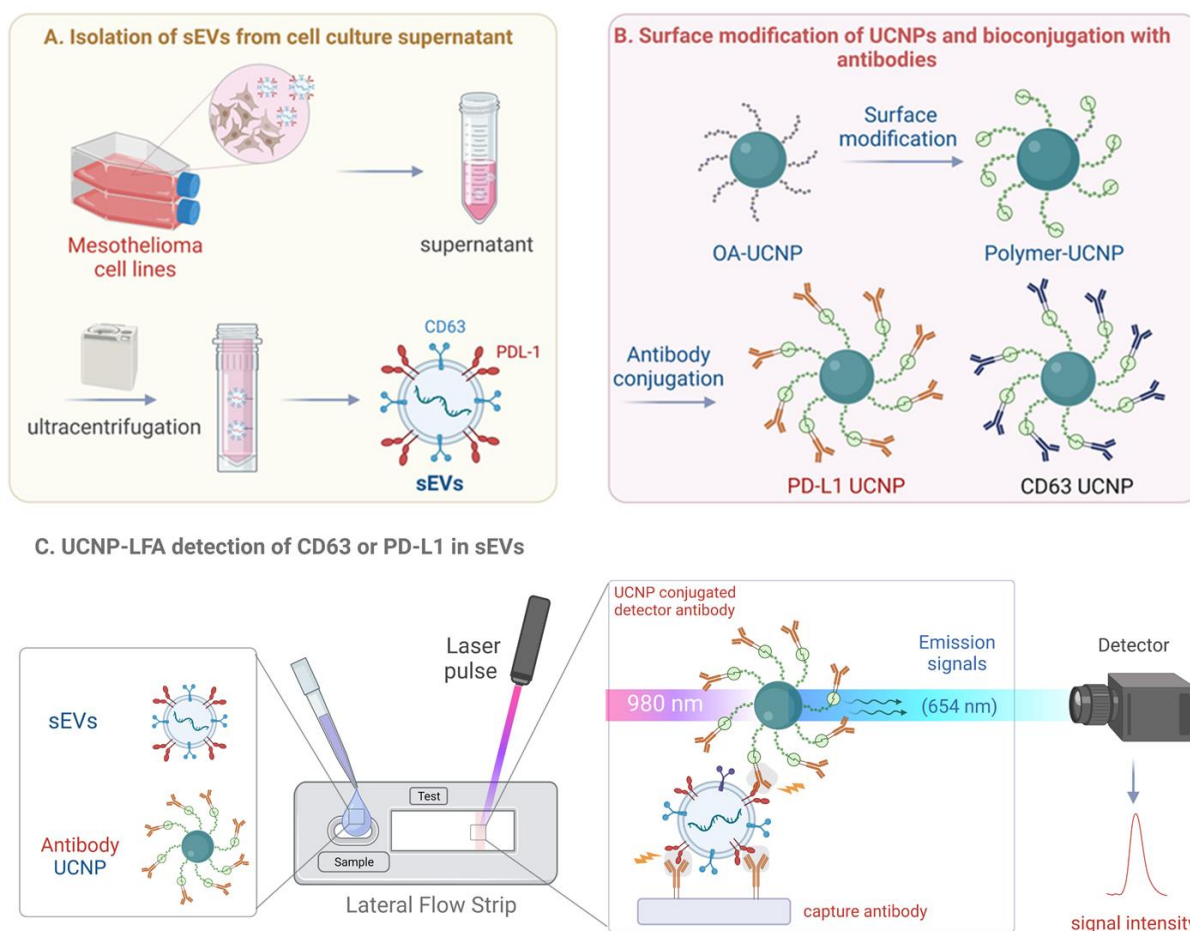 A. Isolation of sEVs from cell culture supernatant
Mesothelioma
cell lines
supernatant
ultracentrifugation
CD63
PDL-1
sEVs
B. Surface modification of UCNPs and bioconjugation with
antibodies
Surface
modification
OA-UCNP
Polymer-UCNP
Antibody
conjugation
PD-L1 UCNP
CD63 UCNP
C. UCNP-LFA detection of CD63 or PD-L1 in sEVs
sEVs
Antibody
UCNP
Laser
pulse
Test
Sample
Lateral Flow Strip
UCNP conjugated
detector antibody
980 nm
Emission
signals
(654 nm)
capture antibody
Detector
signal intensity